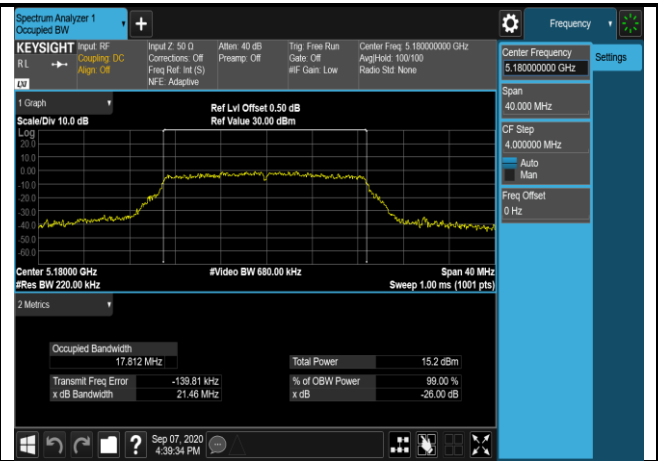 Spectrum Analyzer 1
Occupied BW
+
Frequency
KEYSIGHT
RL
LXI
Input: RF
Coupling: DC
Align: Off
Input Z: 50 Ω
Corrections: Off
Freq Ref: Int (S)
NFE: Adaptive
Atten: 40 dB
Preamp: Off
Trig: Free Run
Gate: Off
#IF Gain: Low
Center Freq: 5.180000000 GHz
Avg|Hold: 100/100
Radio Std: None
Center Frequency
5.180000000 GHz
Settings
Span
40.000 MHz
CF Step
4.000000 MHz
Auto
Man
Freq Offset
0 Hz
1 Graph
Scale/Div 10.0 dB
Ref Lvl Offset 0.50 dB
Ref Value 30.00 dBm
Log
20.0
10.0
0.00
-10.0
-20.0
-30.0
-40.0
-50.0
-60.0
Center 5.18000 GHz
#Video BW 680.00 kHz
Span 40 MHz
#Res BW 220.00 kHz
Sweep 1.00 ms (1001 pts)
2 Metrics
Occupied Bandwidth
17.812 MHz
Total Power 15.2 dBm
Transmit Freq Error -139.81 kHz
% of OBW Power 99.00 %
x dB Bandwidth 21.46 MHz
x dB -26.00 dB
?
Sep 07, 2020
4:39:34 PM